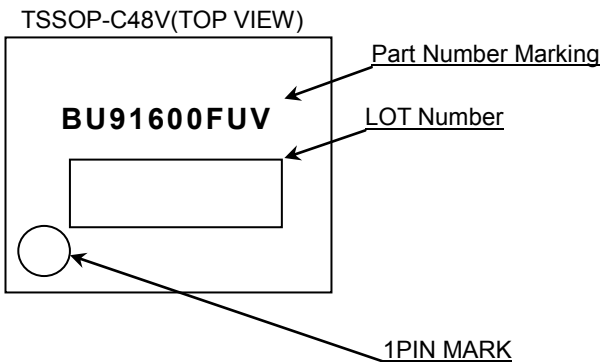 TSSOP-C48V(TOP VIEW)
Part Number Marking
BU91600FUV
LOT Number
1PIN MARK